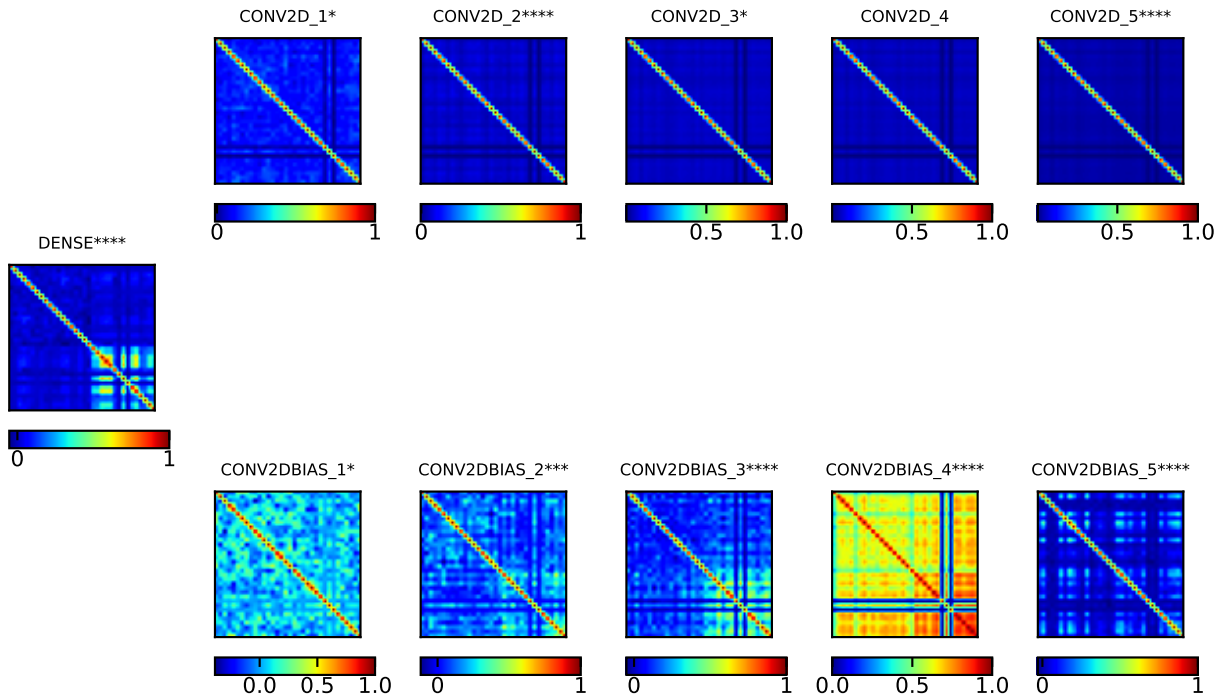 CONV2D_1* CONV2D_2**** CONV2D_3* CONV2D_4 CONV2D_5****
0 1 0 1 0.5 1.0 0.5 1.0 0.5 1.0
DENSE****
0 1
CONV2DBIAS_1* CONV2DBIAS_2*** CONV2DBIAS_3**** CONV2DBIAS_4**** CONV2DBIAS_5****
0.0 0.5 1.0 0 1 0 1 0.0 0.5 1.0 0 1